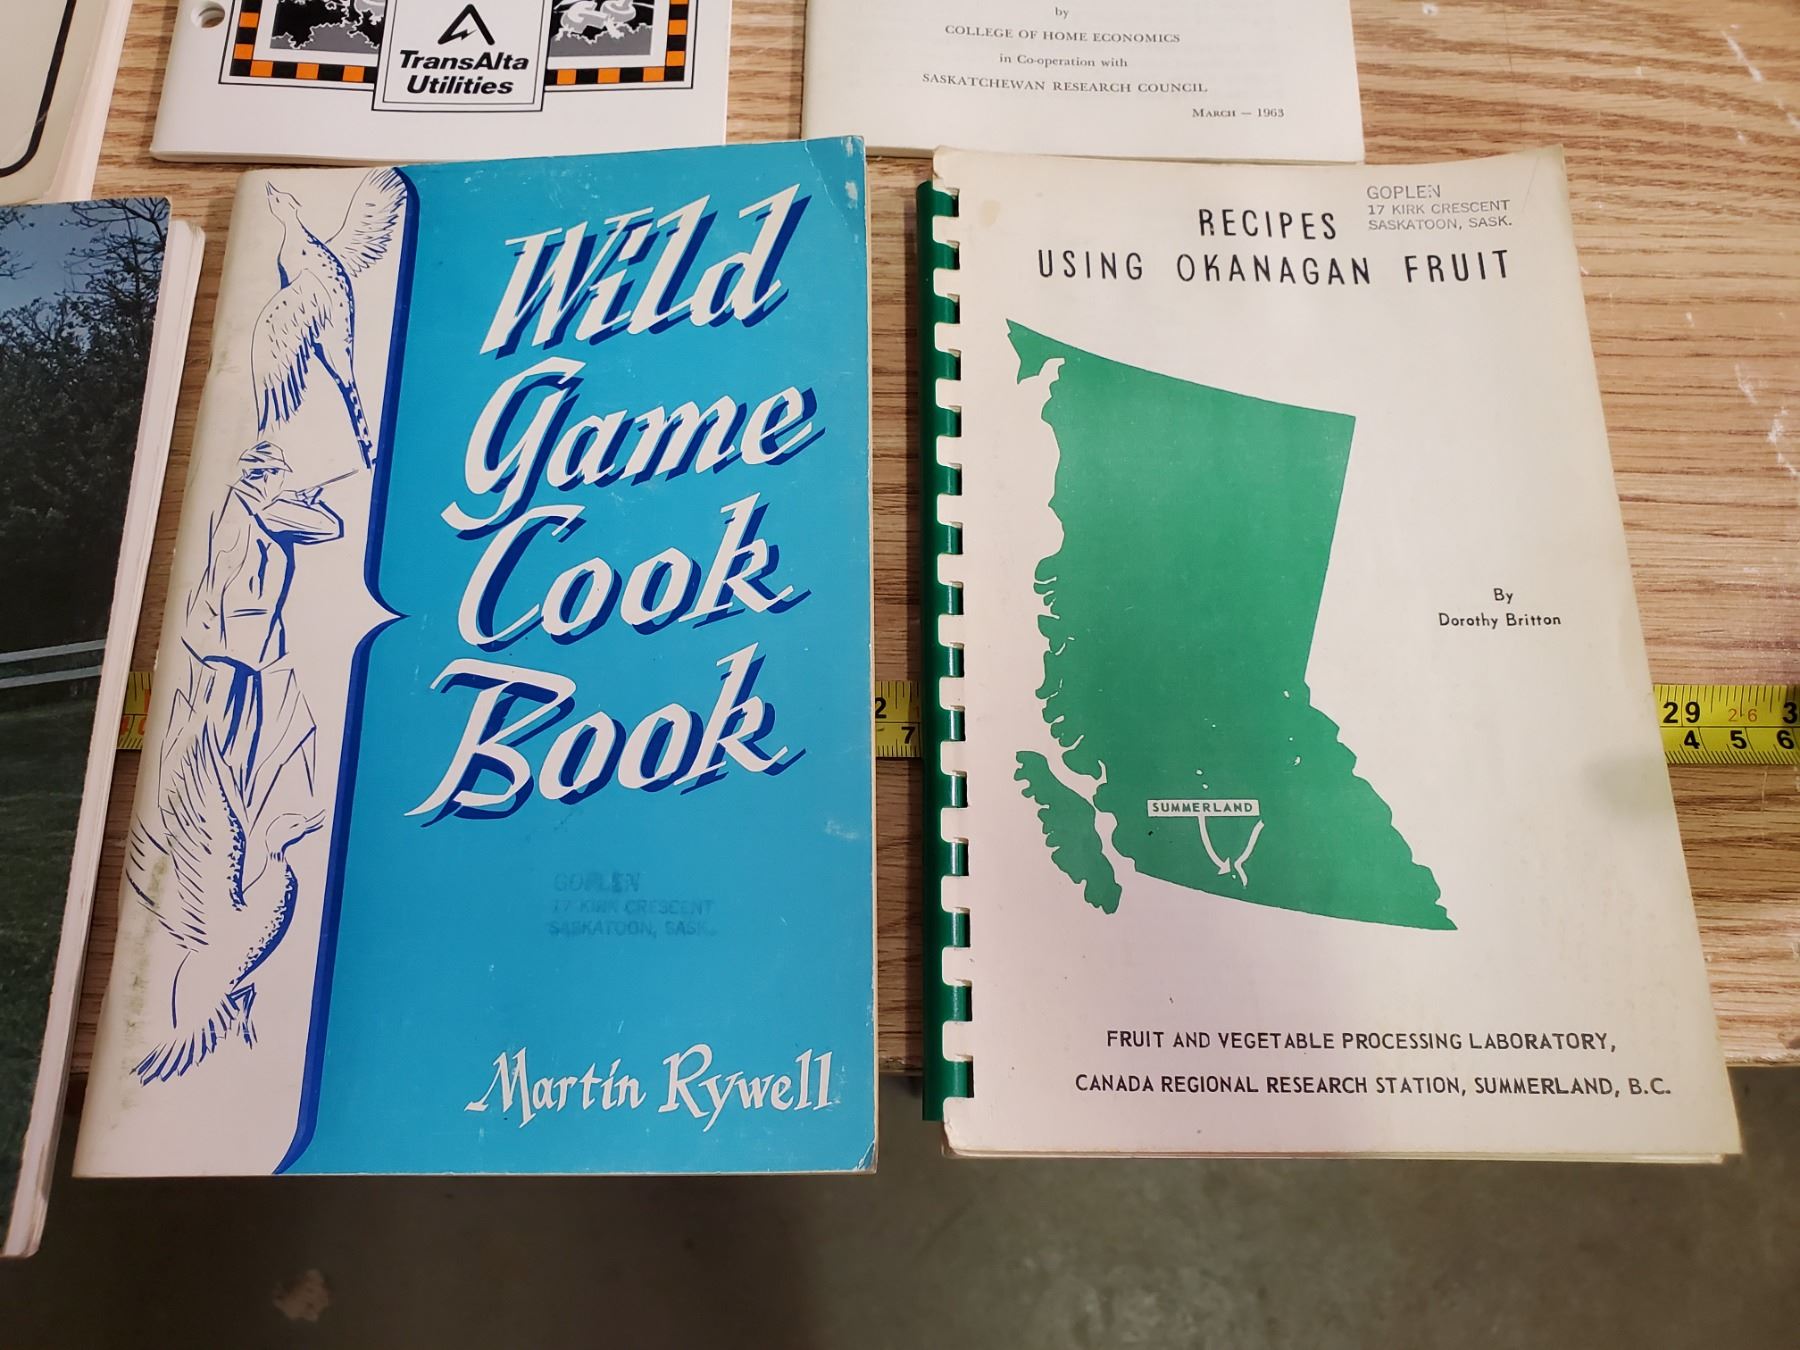 TransAlta
Utilities
by
COLLEGE OF HOME ECONOMICS
in Co-operation with
SASKATCHEWAN RESEARCH COUNCIL
MARCH — 1963
Wild
Game
Cook
Book
GOPLEN
17 KIRK CRESCENT
SASKATOON, SASK.
Martin Rywell
GOPLEN
17 KIRK CRESCENT
SASKATOON, SASK.
RECIPES
USING OKANAGAN FRUIT
By
Dorothy Britton
SUMMERLAND
FRUIT AND VEGETABLE PROCESSING LABORATORY,
CANADA REGIONAL RESEARCH STATION, SUMMERLAND, B.C.
2
7
29 26 3
4 5 6